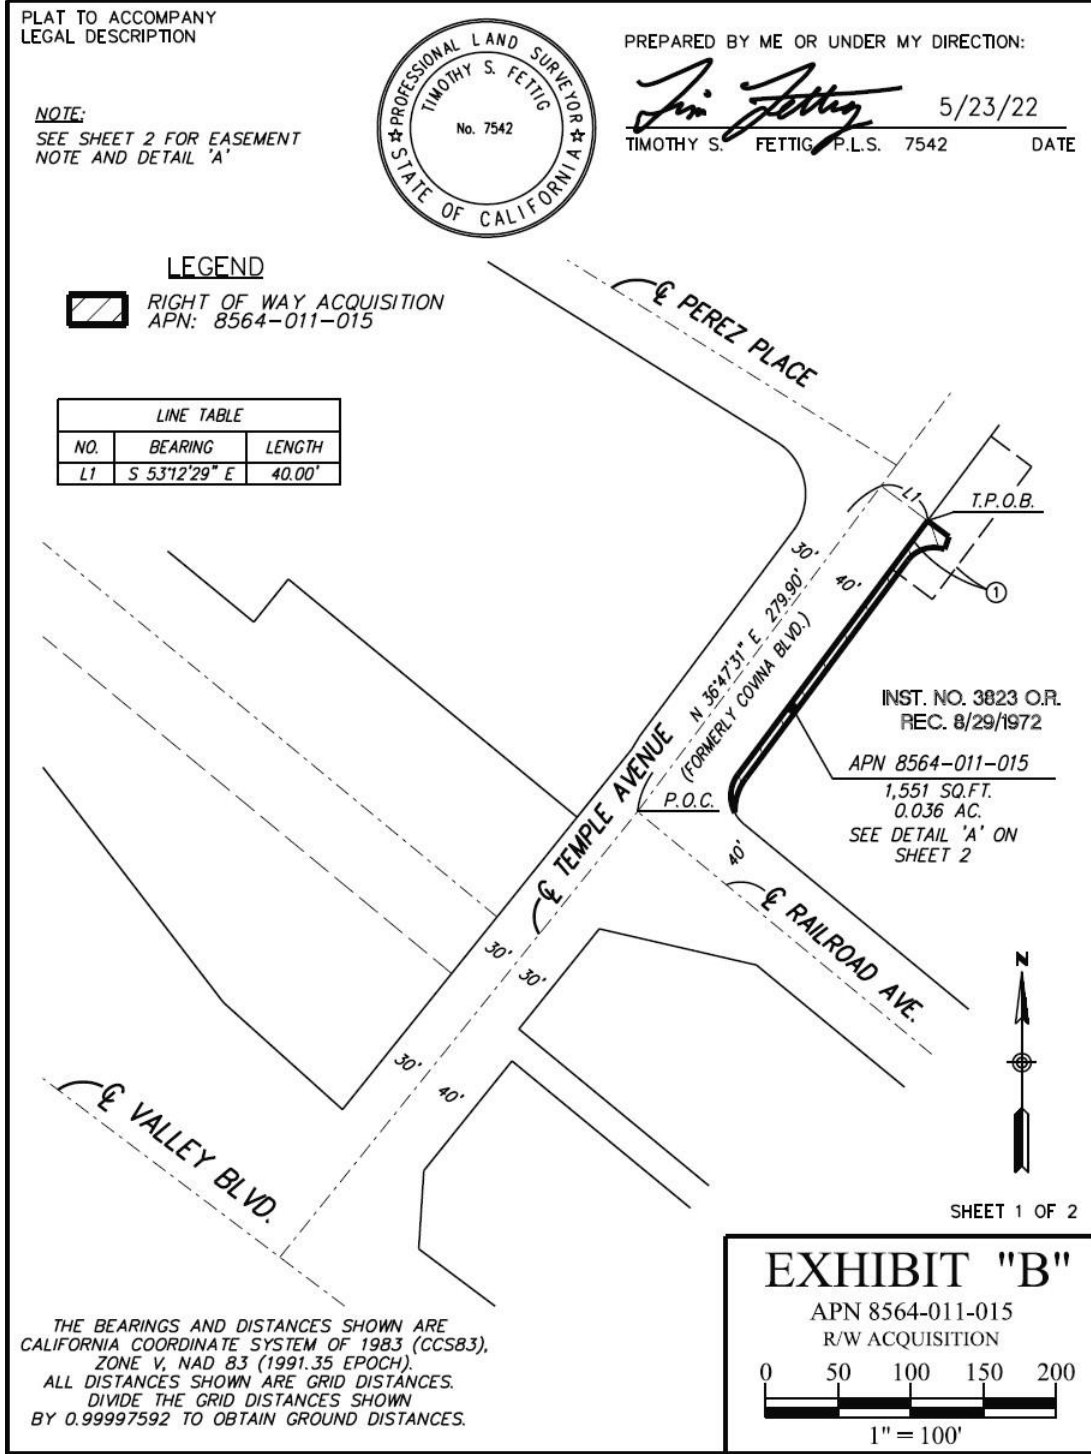 PLAT TO ACCOMPANY
LEGAL DESCRIPTION
NOTE:
SEE SHEET 2 FOR EASEMENT
NOTE AND DETAIL 'A'
PROFESSIONAL LAND SURVEYOR
TIMOTHY S. FETTIG
No. 7542
STATE OF CALIFORNIA
PREPARED BY ME OR UNDER MY DIRECTION:
Tim Fettig 5/23/22
TIMOTHY S. FETTIG P.L.S. 7542 DATE
LEGEND
RIGHT OF WAY ACQUISITION
APN: 8564-011-015
LINE TABLE
NO. BEARING LENGTH
L1 S 53°12'29" E 40.00'
℄ PEREZ PLACE
L1
T.P.O.B.
30'
40'
1
N 36°47'31" E 279.90'
(FORMERLY COVINA BLVD.)
INST. NO. 3823 O.R.
REC. 8/29/1972
APN 8564-011-015
1,551 SQ.FT.
0.036 AC.
SEE DETAIL 'A' ON
SHEET 2
P.O.C.
℄ TEMPLE AVENUE
40'
℄ RAILROAD AVE.
30'
30'
30'
40'
N
℄ VALLEY BLVD.
SHEET 1 OF 2
THE BEARINGS AND DISTANCES SHOWN ARE
CALIFORNIA COORDINATE SYSTEM OF 1983 (CCS83),
ZONE V, NAD 83 (1991.35 EPOCH).
ALL DISTANCES SHOWN ARE GRID DISTANCES.
DIVIDE THE GRID DISTANCES SHOWN
BY 0.99997592 TO OBTAIN GROUND DISTANCES.
EXHIBIT "B"
APN 8564-011-015
R/W ACQUISITION
0 50 100 150 200
1" = 100'